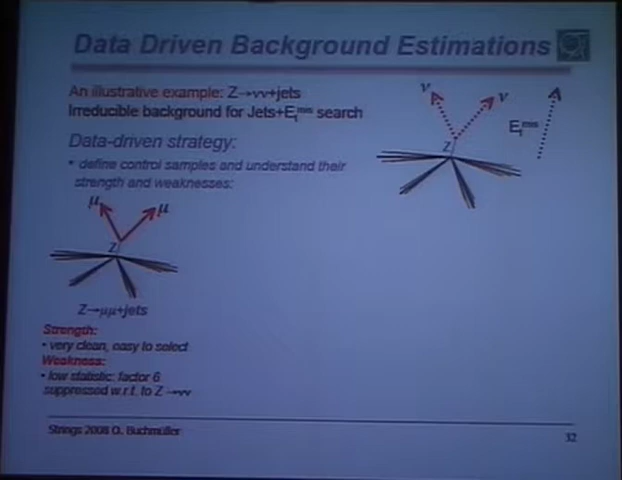 Data Driven Background Estimations
An illustrative example: Z→νν+jets
Irreducible background for Jets+E_t^miss search
Data-driven strategy:
• define control samples and understand their
strength and weaknesses:
ν ν
Z
E_t^miss
μ μ
Z
Z→μμ+jets
Strength:
• very clean, easy to select
Weakness:
• low statistic: factor 6
suppressed w.r.t. to Z→νν
Strings 2008 O. Buchmüller
32